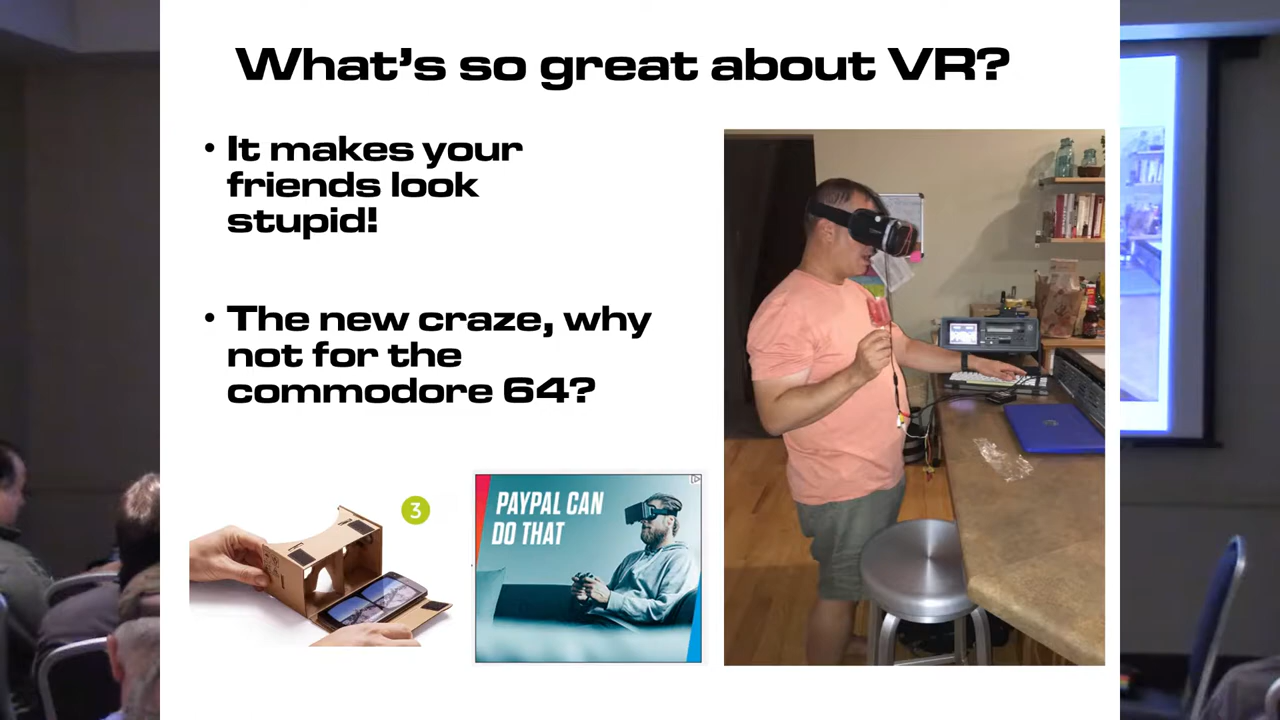 What's so great about VR?
• It makes your
friends look
stupid!
• The new craze, why
not for the
commodore 64?
3
PAYPAL CAN
DO THAT